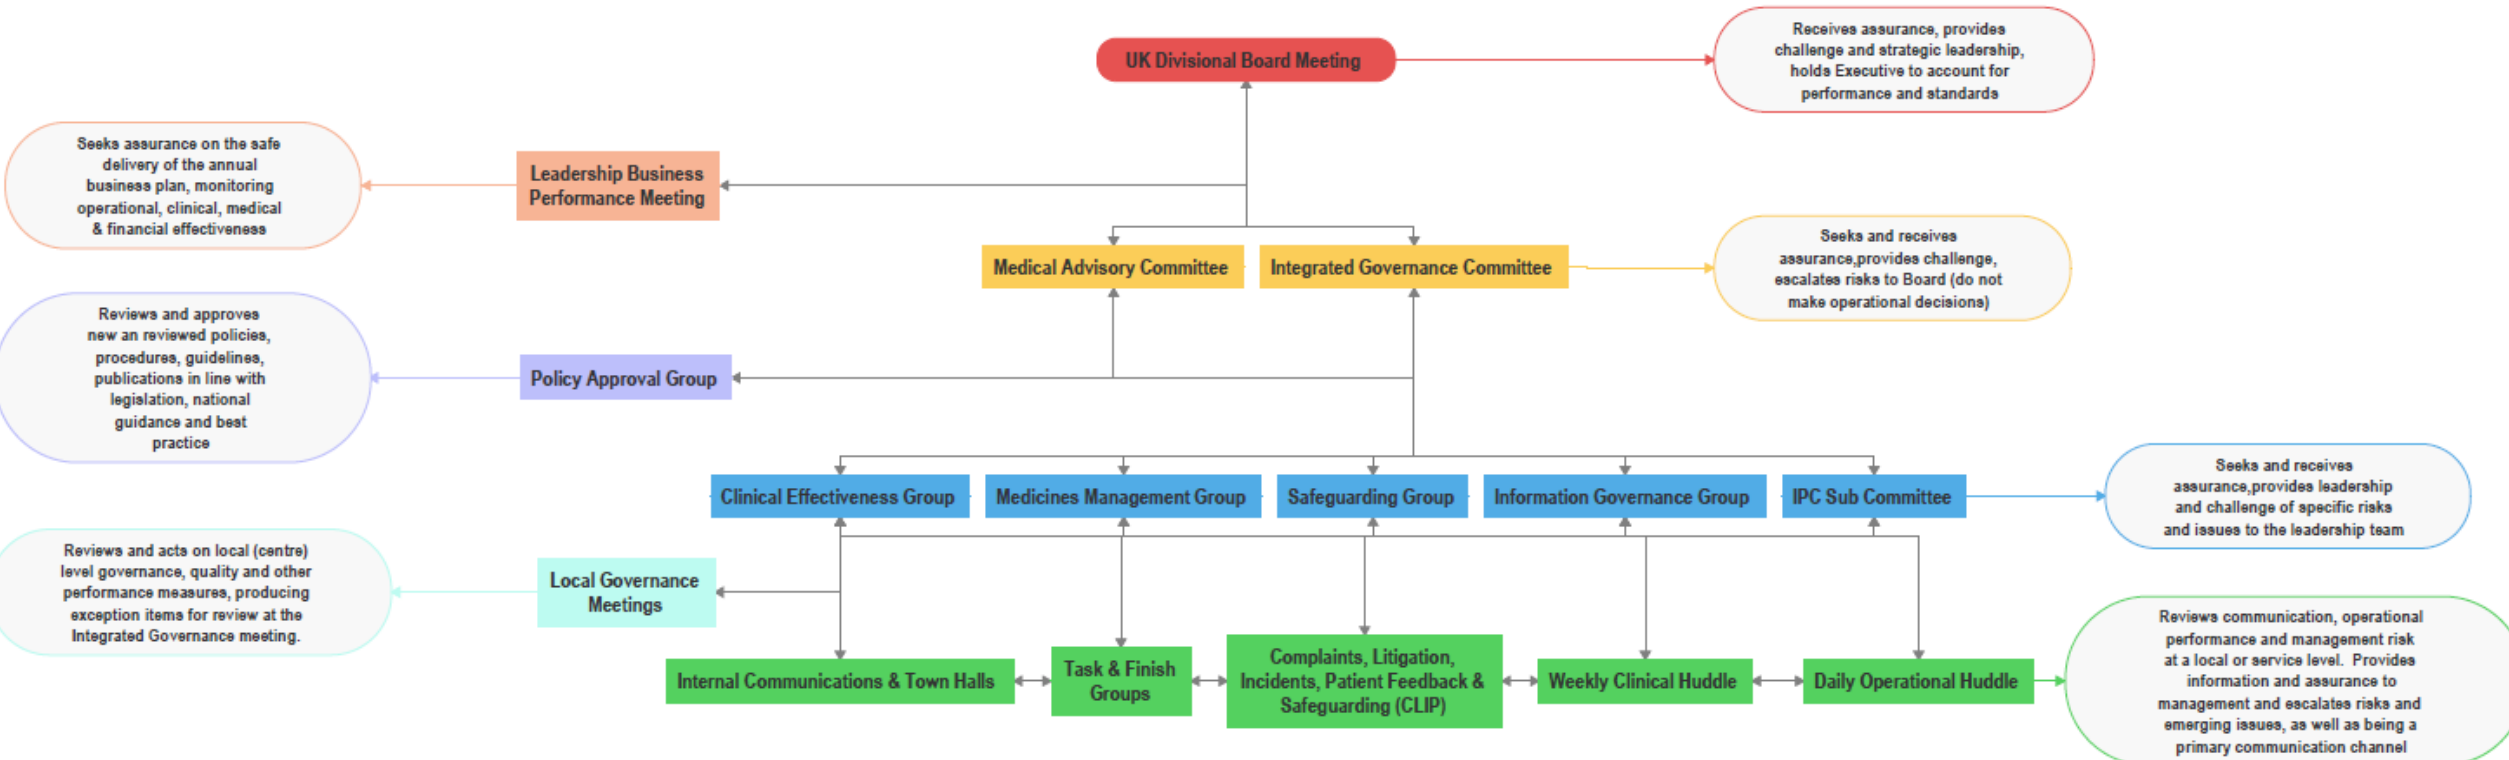 UK Divisional Board Meeting
Receives assurance, provides
challenge and strategic leadership,
holds Executive to account for
performance and standards
Seeks assurance on the safe
delivery of the annual
business plan, monitoring
operational, clinical, medical
& financial effectiveness
Leadership Business
Performance Meeting
Medical Advisory Committee
Integrated Governance Committee
Seeks and receives
assurance,provides challenge,
escalates risks to Board (do not
make operational decisions)
Reviews and approves
new an reviewed policies,
procedures, guidelines,
publications in line with
legislation, national
guidance and best
practice
Policy Approval Group
Clinical Effectiveness Group
Medicines Management Group
Safeguarding Group
Information Governance Group
IPC Sub Committee
Seeks and receives
assurance,provides leadership
and challenge of specific risks
and issues to the leadership team
Reviews and acts on local (centre)
level governance, quality and other
performance measures, producing
exception items for review at the
Integrated Governance meeting.
Local Governance
Meetings
Internal Communications & Town Halls
Task & Finish
Groups
Complaints, Litigation,
Incidents, Patient Feedback &
Safeguarding (CLIP)
Weekly Clinical Huddle
Daily Operational Huddle
Reviews communication, operational
performance and management risk
at a local or service level.  Provides
information and assurance to
management and escalates risks and
emerging issues, as well as being a
primary communication channel